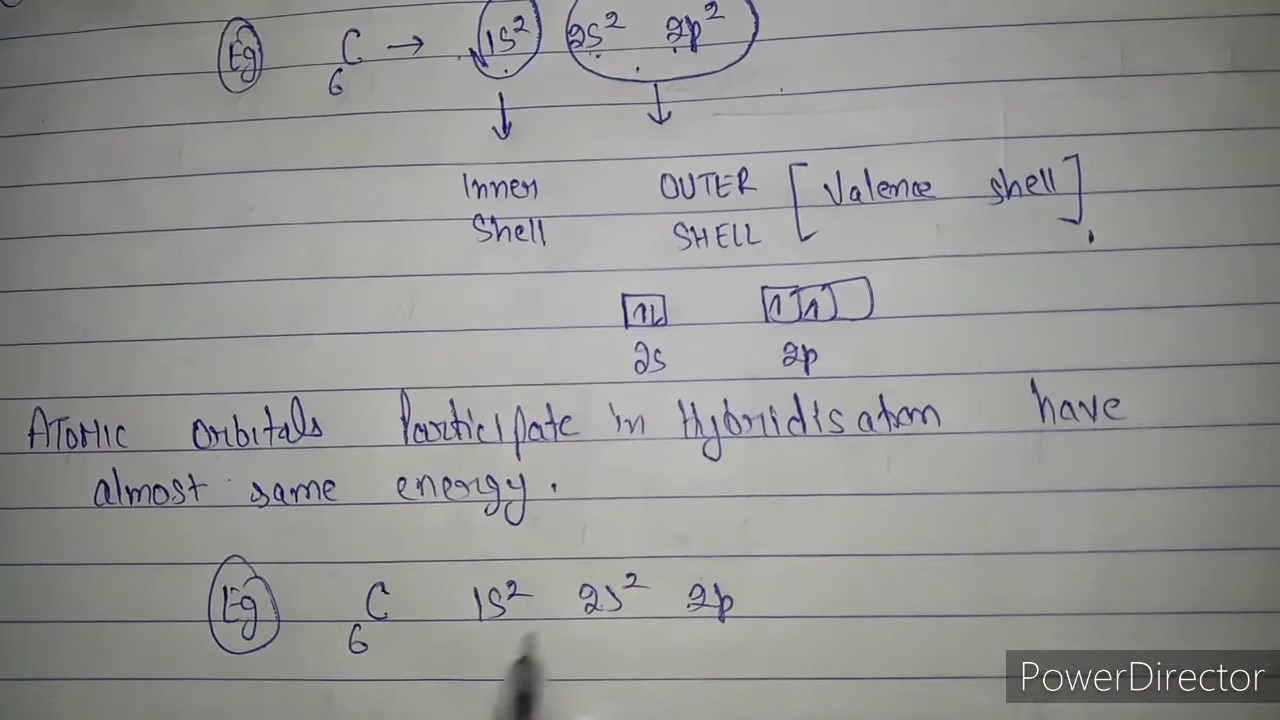 Eg 6C → 1s² 2s² 2p²
Inner Shell
OUTER SHELL [Valence shell]
2s 2p
ATOMIC orbitals Participate in Hybridisation have
almost same energy.
Eg 6C 1s² 2s² 2p
PowerDirector